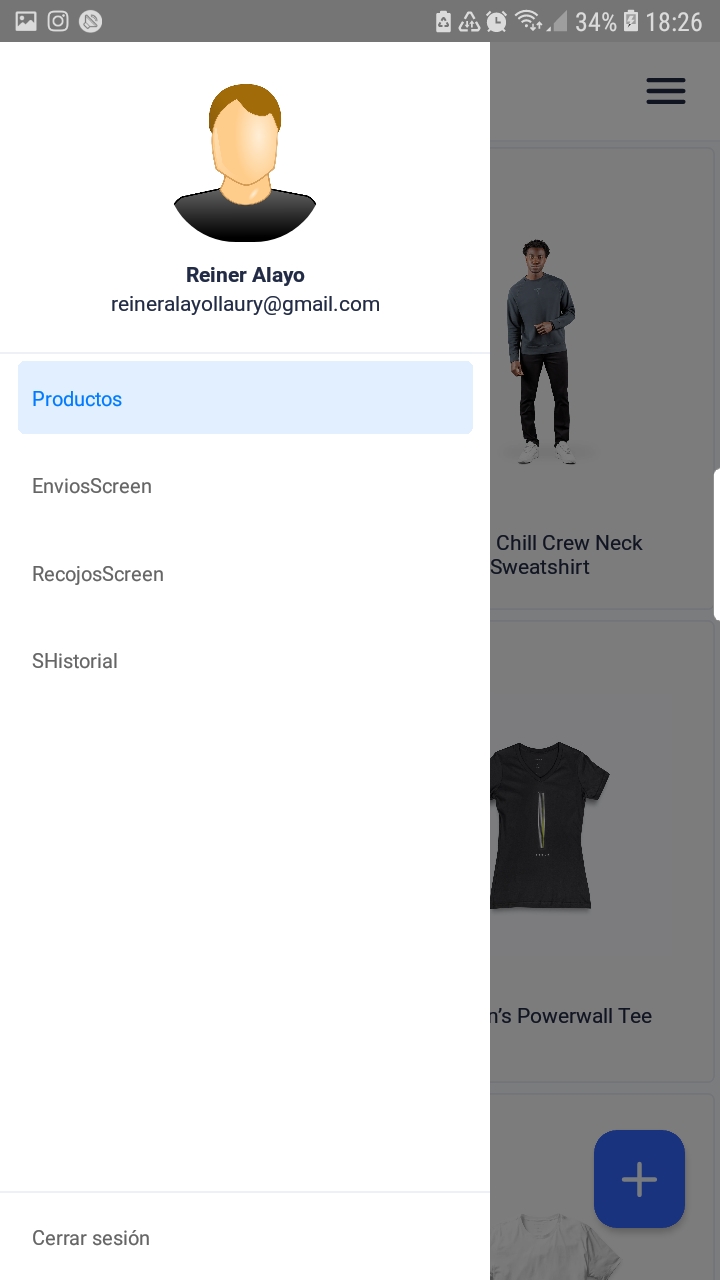 34% 18:26
Reiner Alayo
reineralayollaury@gmail.com
Productos
EnviosScreen
RecojosScreen
SHistorial
Cerrar sesión
Chill Crew Neck
Sweatshirt
n's Powerwall Tee